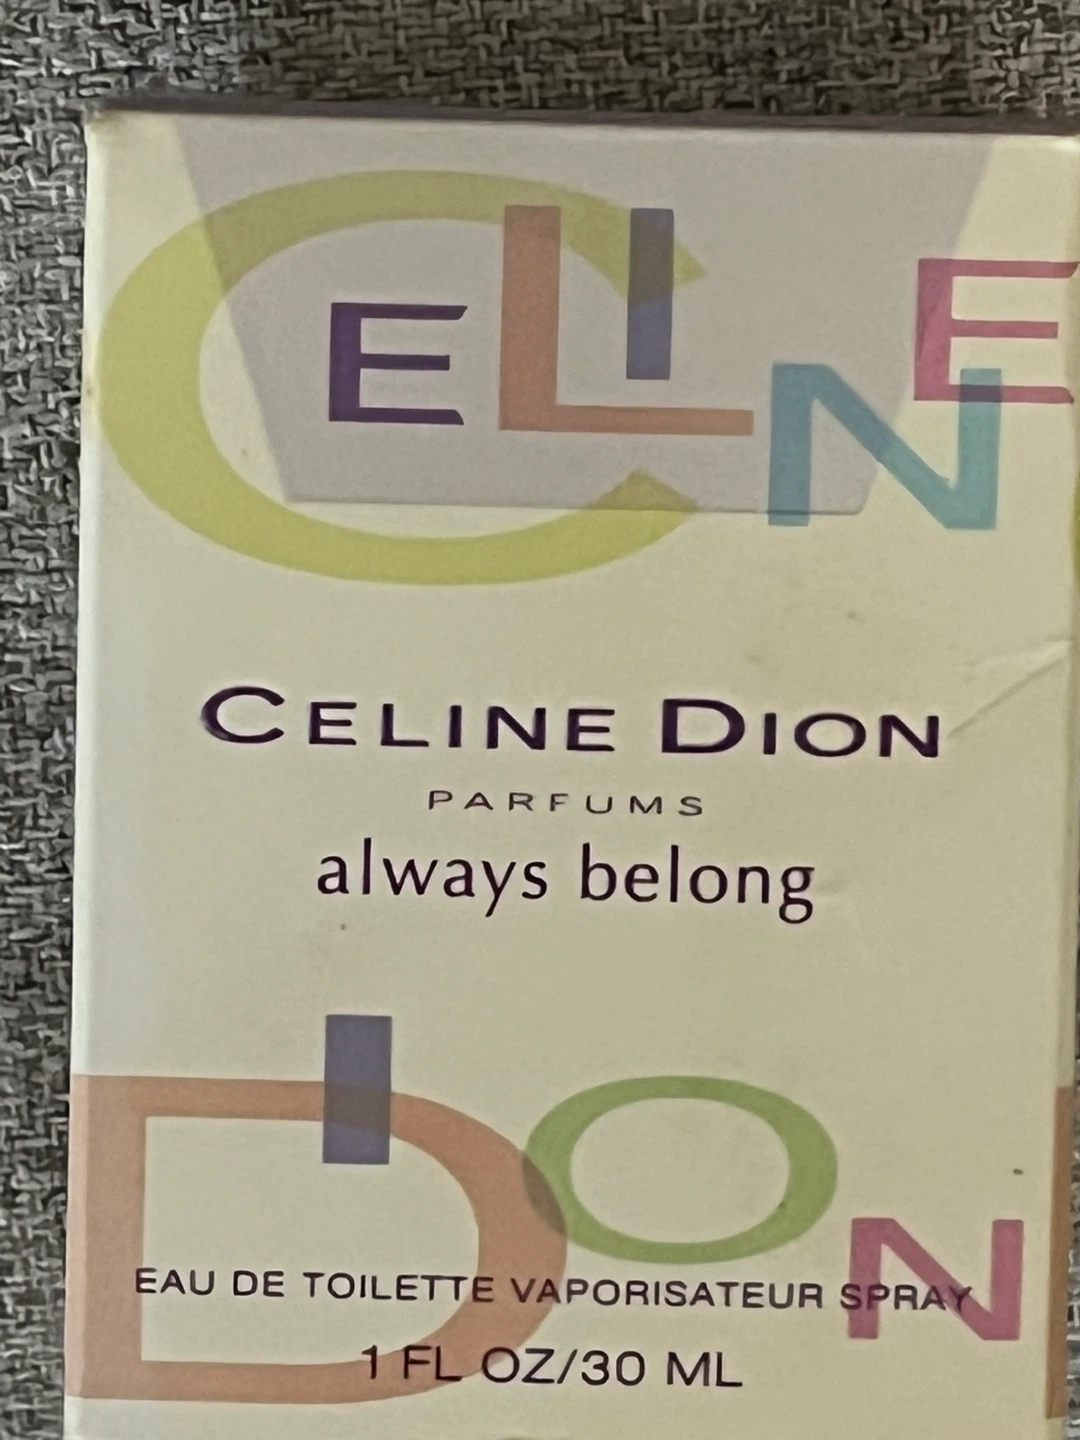 CELINE
CELINE DION
PARFUMS
always belong
DION
EAU DE TOILETTE VAPORISATEUR SPRAY
1 FL OZ/30 ML